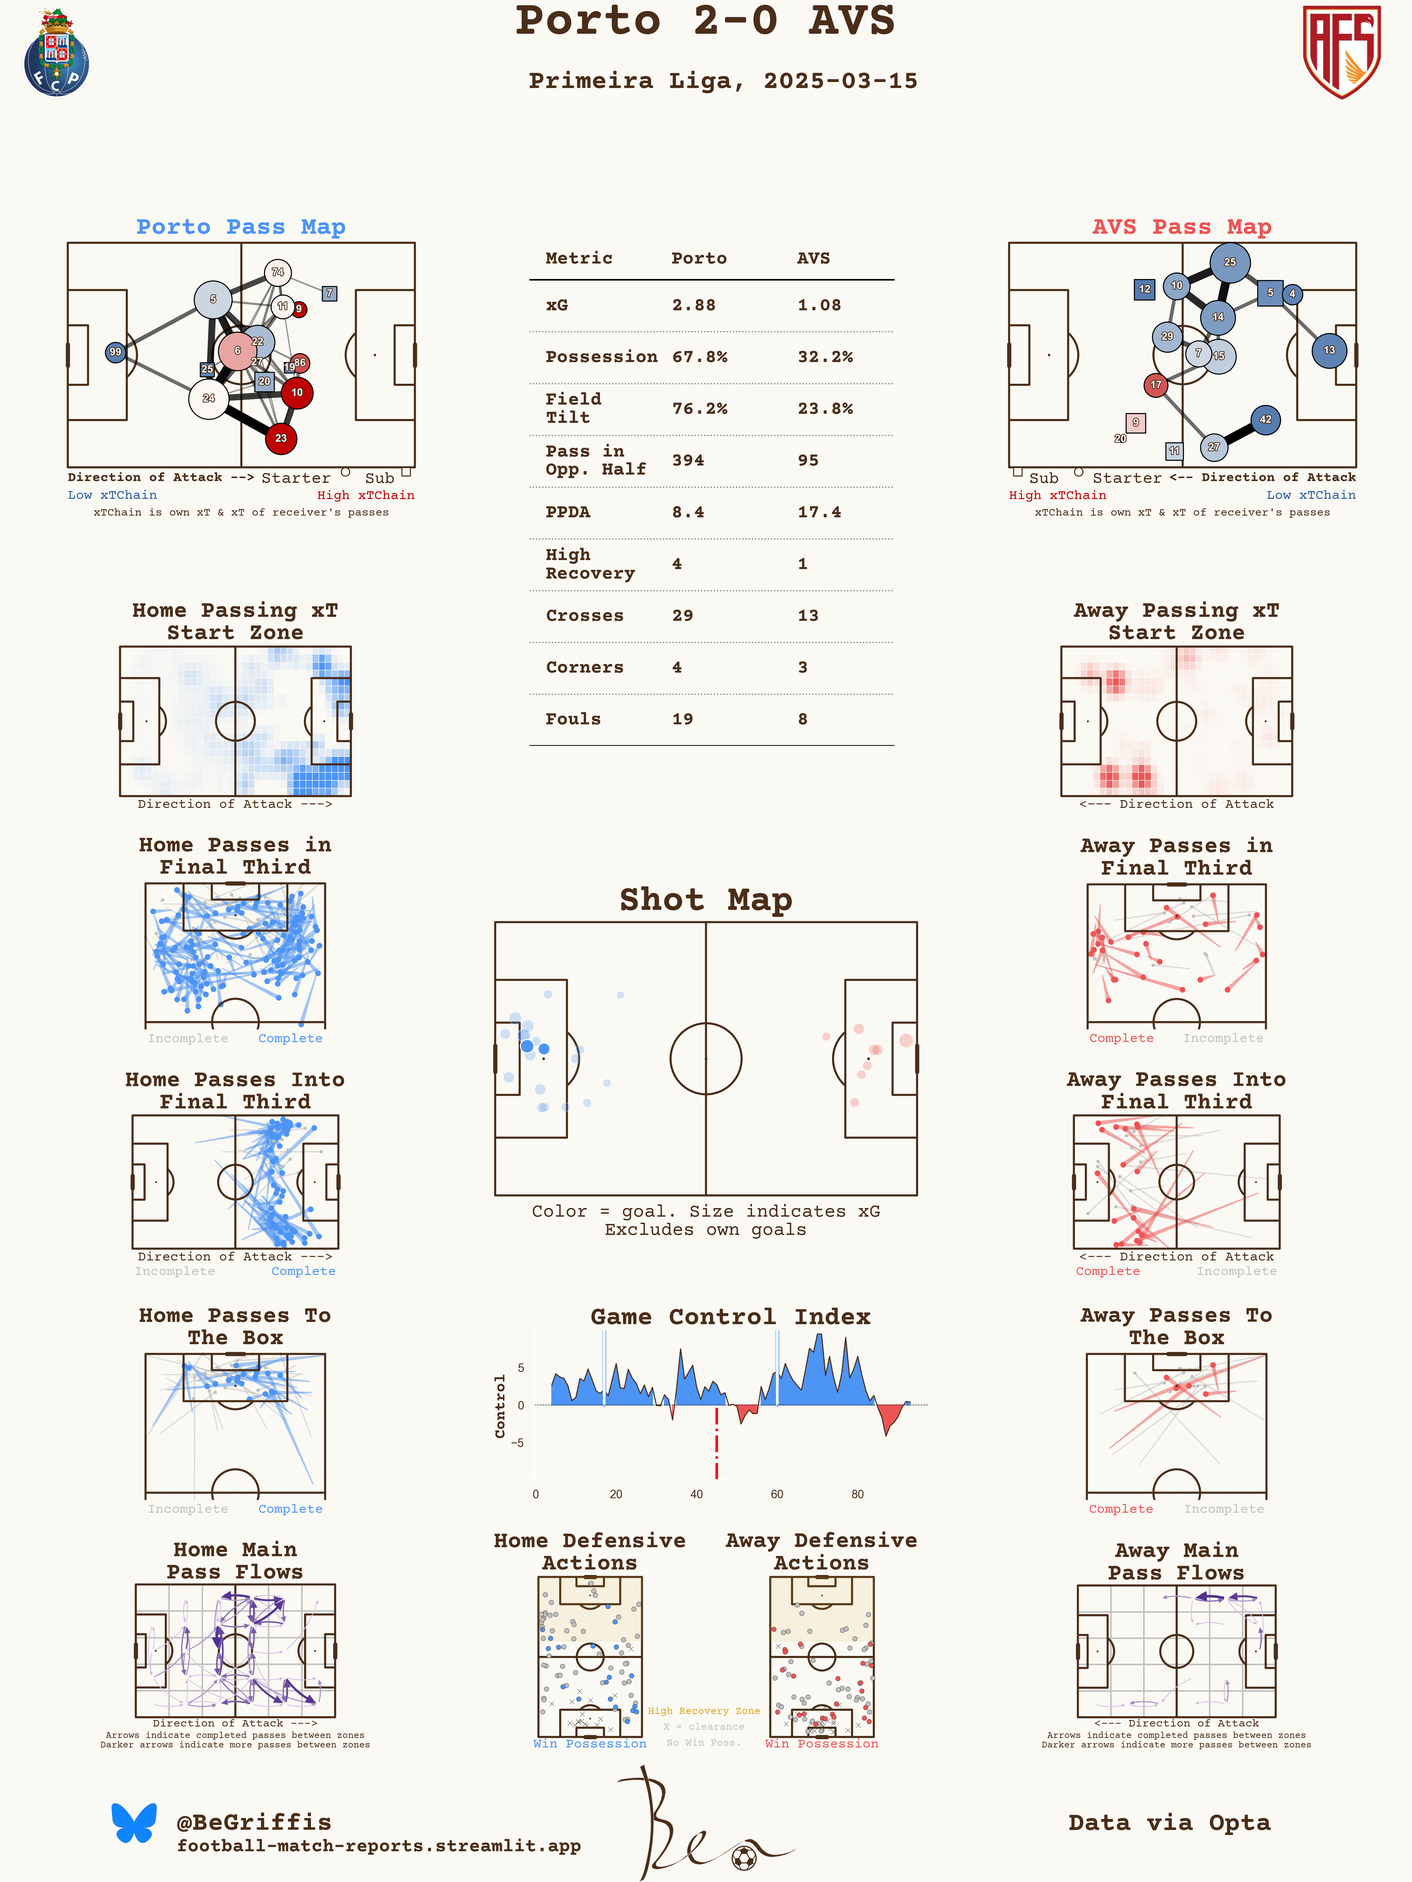 Porto 2-0 AVS
Primeira Liga, 2025-03-15
F C P
AFS
Porto Pass Map
99
5
74
7
11
9
22
6
27
86
25
19
20
24
10
23
Direction of Attack --> Starter Sub
Low xTChain High xTChain
xTChain is own xT & xT of receiver's passes
Metric Porto AVS
xG 2.88 1.08
Possession 67.8% 32.2%
Field
Tilt 76.2% 23.8%
Pass in
Opp. Half 394 95
PPDA 8.4 17.4
High
Recovery 4 1
Crosses 29 13
Corners 4 3
Fouls 19 8
AVS Pass Map
25
12
10
5
4
14
29
7
15
13
17
9
20
42
11
27
Sub Starter <-- Direction of Attack
High xTChain Low xTChain
xTChain is own xT & xT of receiver's passes
Home Passing xT
Start Zone
Direction of Attack --->
Away Passing xT
Start Zone
<--- Direction of Attack
Home Passes in
Final Third
Incomplete Complete
Away Passes in
Final Third
Complete Incomplete
Shot Map
Color = goal. Size indicates xG
Excludes own goals
Home Passes Into
Final Third
Direction of Attack --->
Incomplete Complete
Away Passes Into
Final Third
<--- Direction of Attack
Complete Incomplete
Home Passes To
The Box
Incomplete Complete
Game Control Index
Control
5
0
−5
0 20 40 60 80
Away Passes To
The Box
Complete Incomplete
Home Main
Pass Flows
Direction of Attack --->
Arrows indicate completed passes between zones
Darker arrows indicate more passes between zones
Home Defensive
Actions
Win Possession
High Recovery Zone
X = clearance
No Win Poss.
Away Defensive
Actions
Win Possession
Away Main
Pass Flows
<--- Direction of Attack
Arrows indicate completed passes between zones
Darker arrows indicate more passes between zones
@BeGriffis
football-match-reports.streamlit.app
Ben
Data via Opta